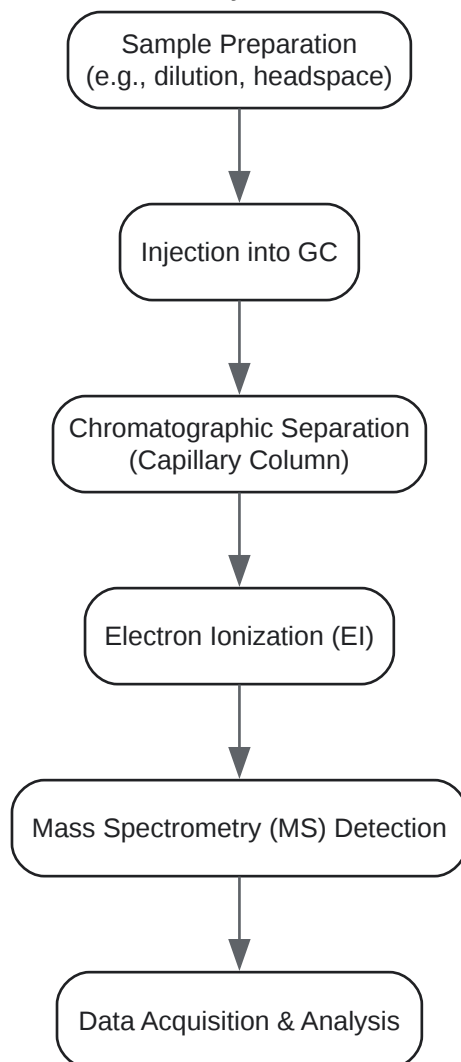 Sample Preparation
(e.g., dilution, headspace)
Injection into GC
Chromatographic Separation
(Capillary Column)
Electron Ionization (EI)
Mass Spectrometry (MS) Detection
Data Acquisition & Analysis